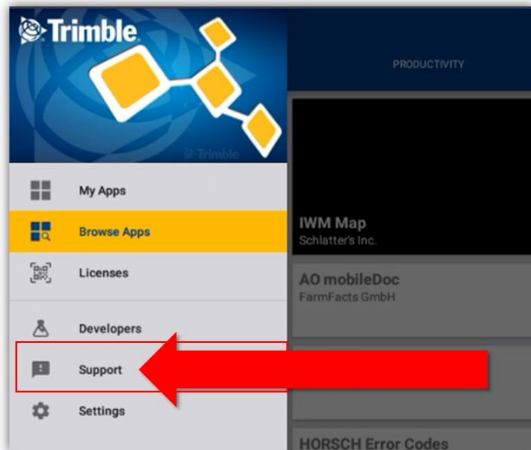 Trimble
PRODUCTIVITY
Trimble
My Apps
Browse Apps
Licenses
Developers
Support
Settings
IWM Map
Schlatter's Inc.
AO mobileDoc
FarmFacts GmbH
HORSCH Error Codes